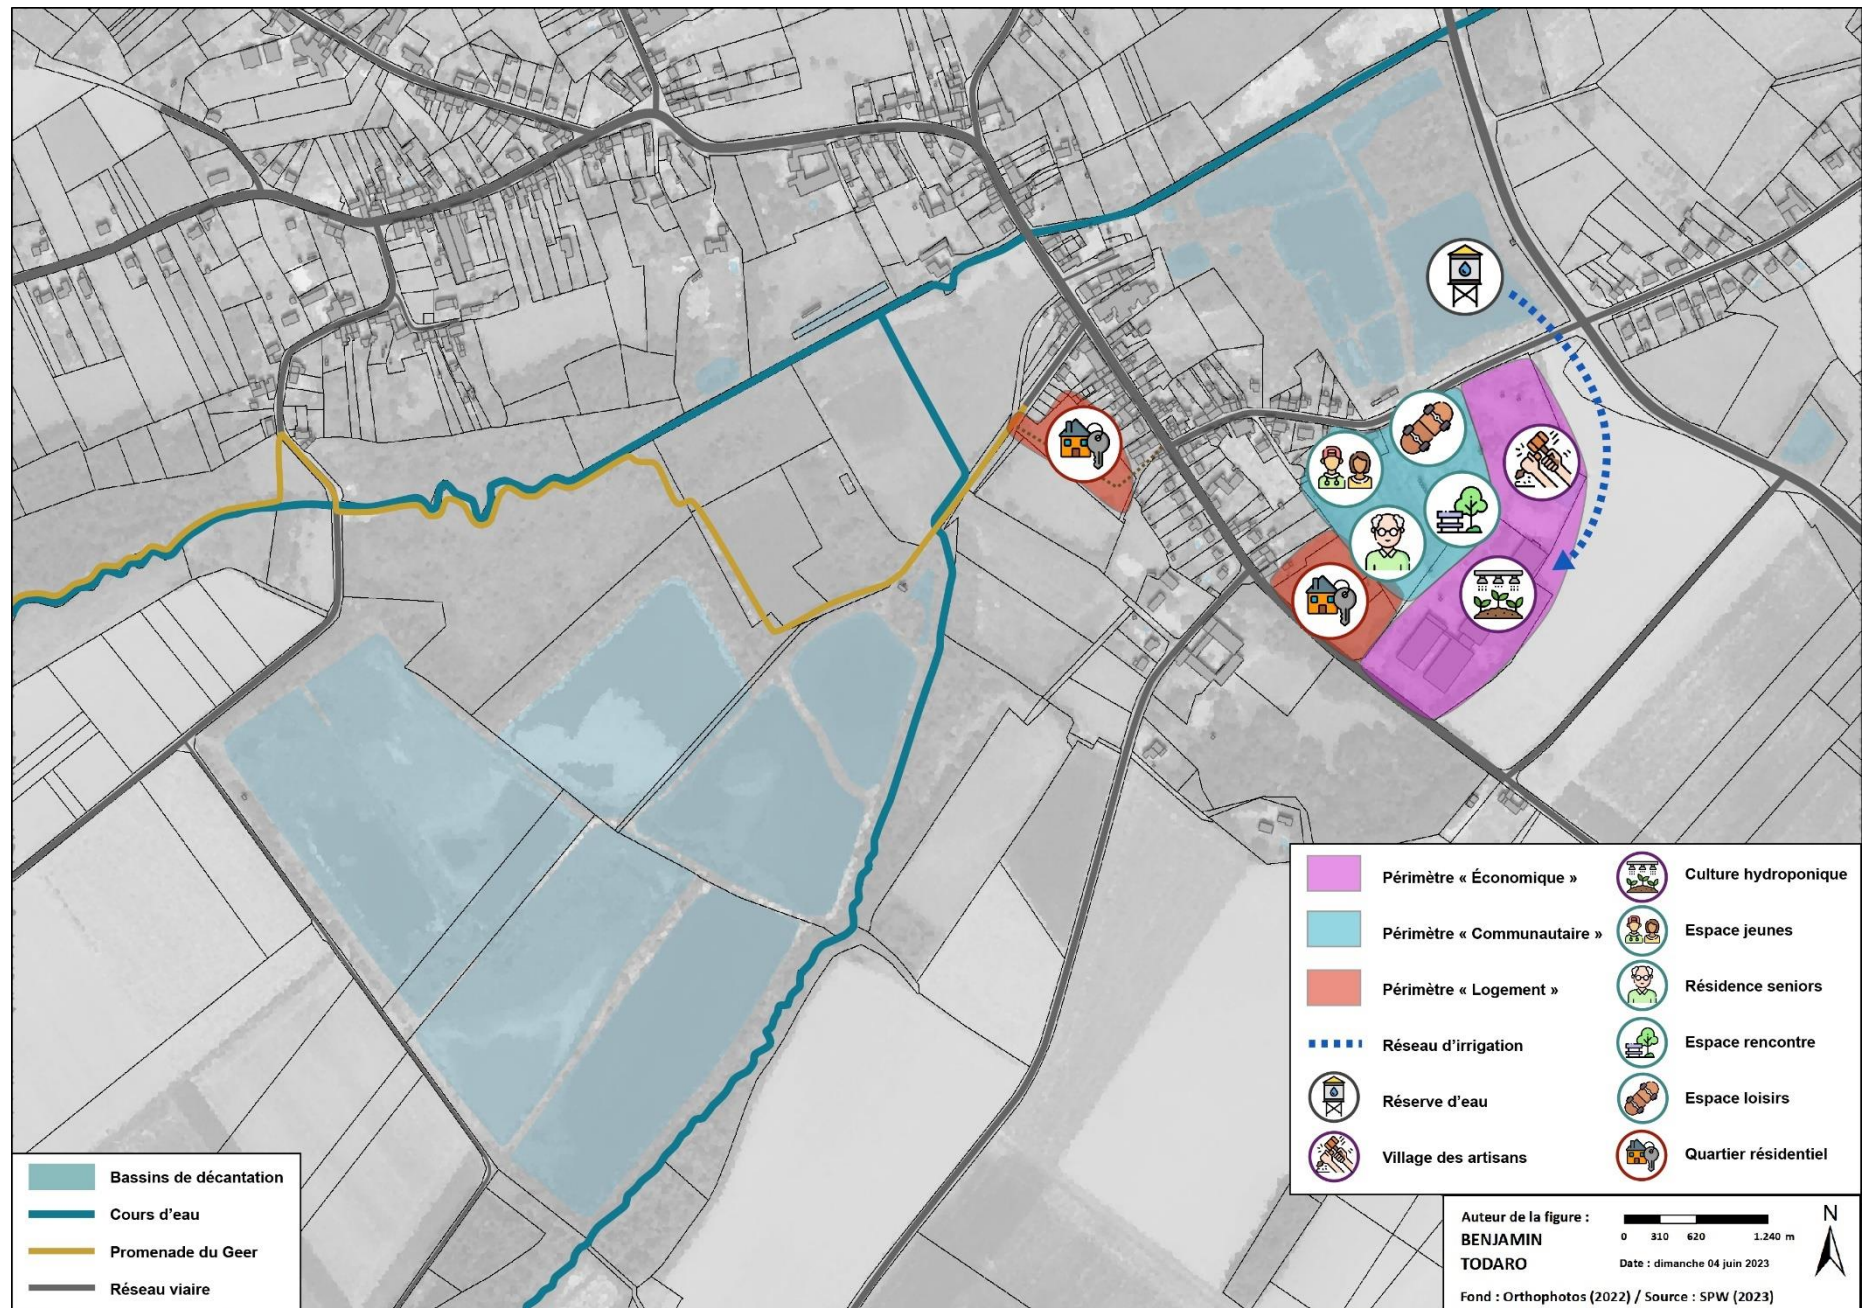 Périmètre « Économique »
Périmètre « Communautaire »
Périmètre « Logement »
Réseau d'irrigation
Réserve d'eau
Village des artisans
Culture hydroponique
Espace jeunes
Résidence seniors
Espace rencontre
Espace loisirs
Quartier résidentiel
Bassins de décantation
Cours d'eau
Promenade du Geer
Réseau viaire
Auteur de la figure :
BENJAMIN
TODARO
0 310 620 1.240 m
Date : dimanche 04 juin 2023
N
Fond : Orthophotos (2022) / Source : SPW (2023)